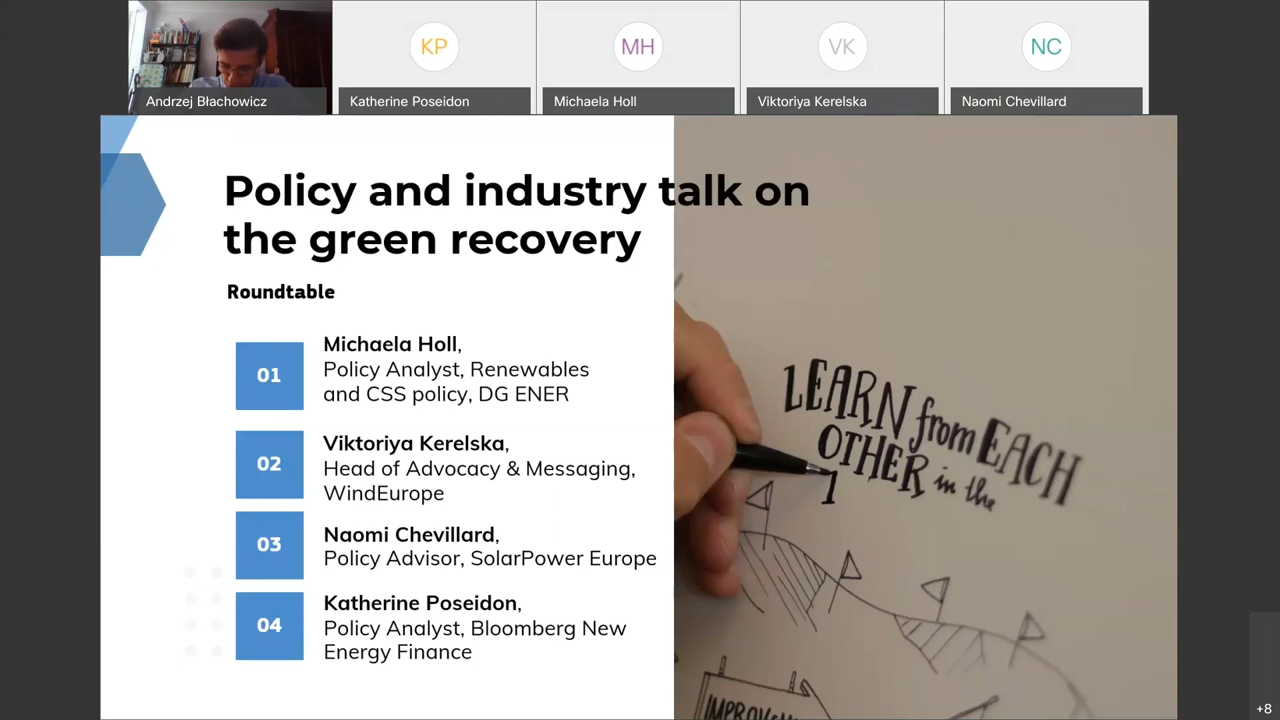 KP
MH
VK
NC
Andrzej Błachowicz
Katherine Poseidon
Michaela Holl
Viktoriya Kerelska
Naomi Chevillard
Policy and industry talk on
the green recovery
Roundtable
01
Michaela Holl,
Policy Analyst, Renewables
and CSS policy, DG ENER
02
Viktoriya Kerelska,
Head of Advocacy & Messaging,
WindEurope
03
Naomi Chevillard,
Policy Advisor, SolarPower Europe
04
Katherine Poseidon,
Policy Analyst, Bloomberg New
Energy Finance
LEARN from EACH
OTHER in the
+8